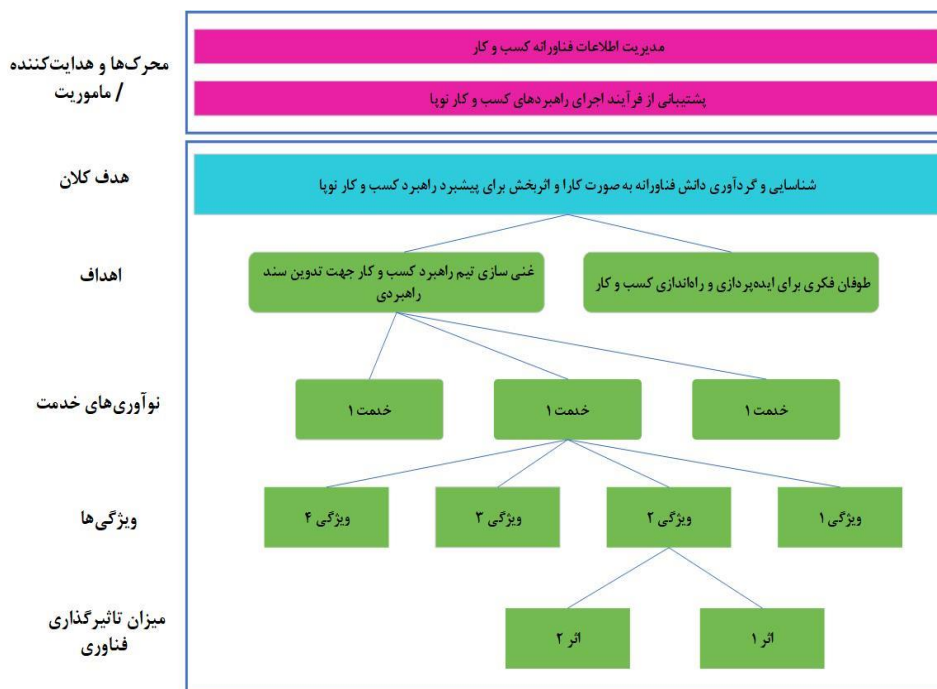 محرک‌ها و هدایت‌کننده
/ ماموریت
مدیریت اطلاعات فناورانه کسب و کار
پشتیبانی از فرآیند اجرای راهبردهای کسب و کار نوپا
هدف کلان
شناسایی و گردآوری دانش فناورانه به صورت کارا و اثربخش برای پیشبرد راهبرد کسب و کار نوپا
اهداف
طوفان فکری برای ایده‌پردازی و راه‌اندازی کسب و کار
غنی سازی تیم راهبرد کسب و کار جهت تدوین سند
راهبردی
نوآوری‌های خدمت
خدمت ۱
خدمت ۱
خدمت ۱
ویژگی‌ها
ویژگی ۱
ویژگی ۲
ویژگی ۳
ویژگی ۴
میزان تاثیرگذاری
فناوری
اثر ۱
اثر ۲